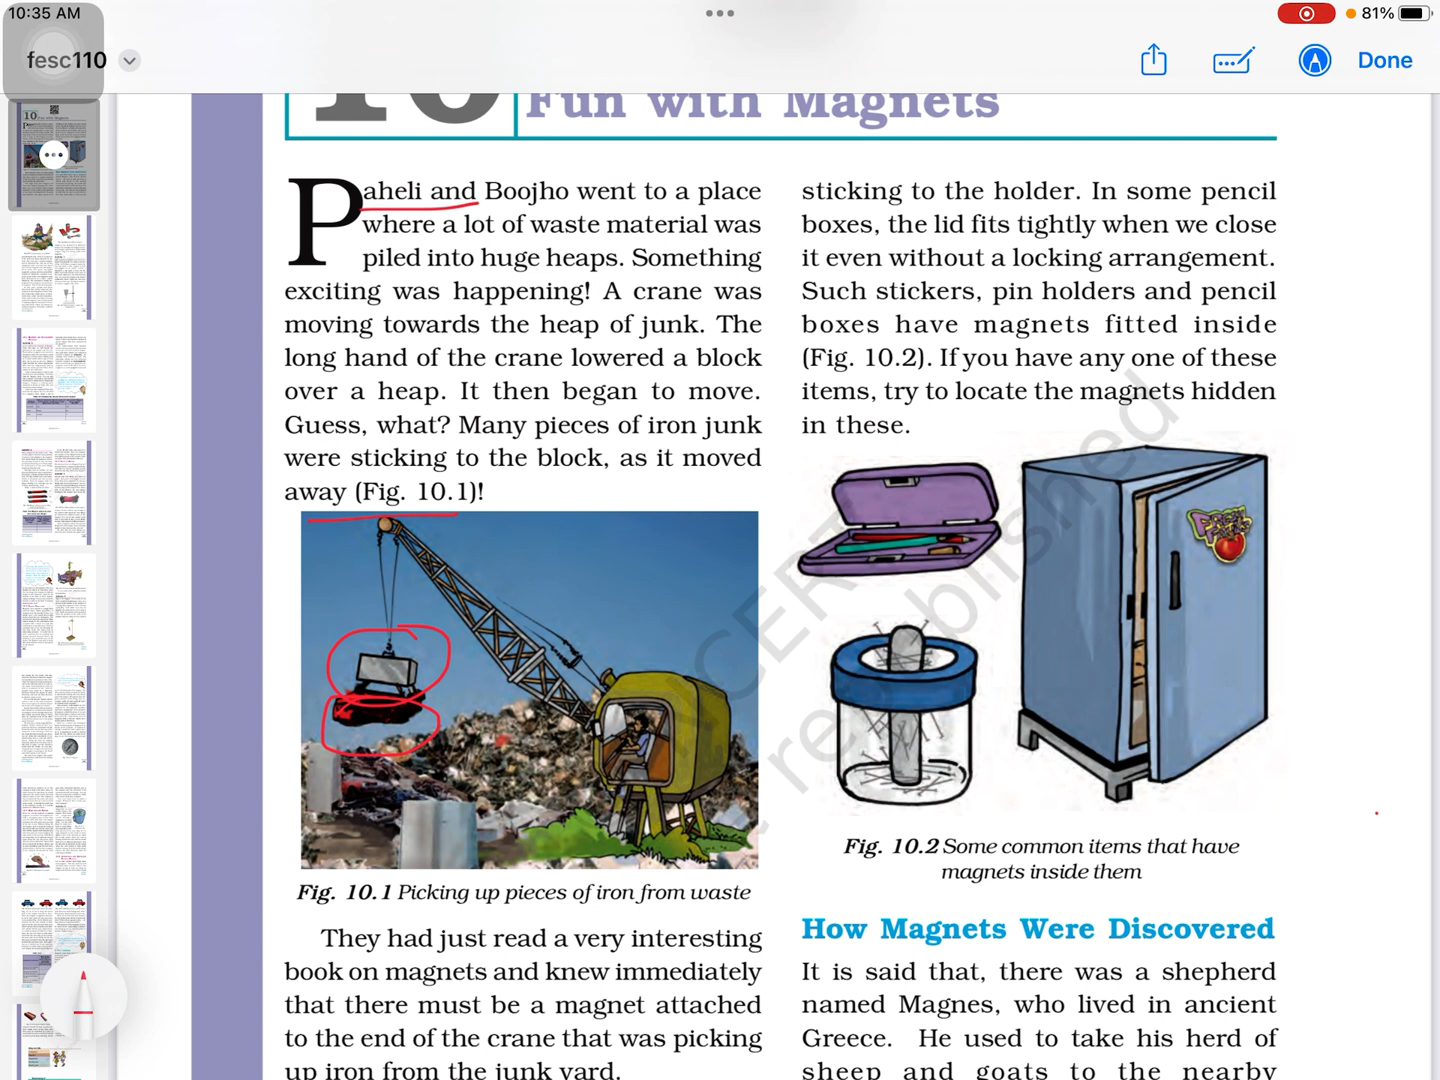 10:35 AM
81%
fesc110
Done
10
Fun with Magnets
Paheli and Boojho went to a place
where a lot of waste material was
piled into huge heaps. Something
exciting was happening! A crane was
moving towards the heap of junk. The
long hand of the crane lowered a block
over a heap. It then began to move.
Guess, what? Many pieces of iron junk
were sticking to the block, as it moved
away (Fig. 10.1)!
Fig. 10.1 Picking up pieces of iron from waste
They had just read a very interesting
book on magnets and knew immediately
that there must be a magnet attached
to the end of the crane that was picking
up iron from the junk yard.
sticking to the holder. In some pencil
boxes, the lid fits tightly when we close
it even without a locking arrangement.
Such stickers, pin holders and pencil
boxes have magnets fitted inside
(Fig. 10.2). If you have any one of these
items, try to locate the magnets hidden
in these.
Fig. 10.2 Some common items that have
magnets inside them
How Magnets Were Discovered
It is said that, there was a shepherd
named Magnes, who lived in ancient
Greece. He used to take his herd of
sheep and goats to the nearby